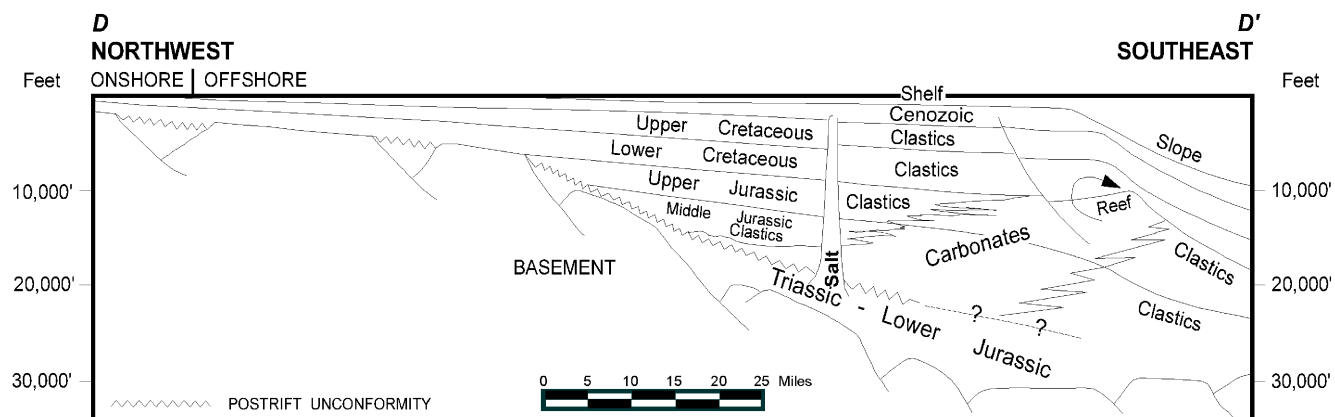 D
NORTHWEST
D'
SOUTHEAST
Feet
ONSHORE
OFFSHORE
Feet
Shelf
Cenozoic
Upper Cretaceous
Clastics
Slope
Lower Cretaceous
Clastics
Upper Jurassic
Clastics
Reef
Middle Jurassic
Clastics
Carbonates
Clastics
Clastics
Salt
BASEMENT
Triassic - Lower Jurassic
? ?
10,000'
20,000'
30,000'
10,000'
20,000'
30,000'
0 5 10 15 20 25 Miles
POSTRIFT UNCONFORMITY